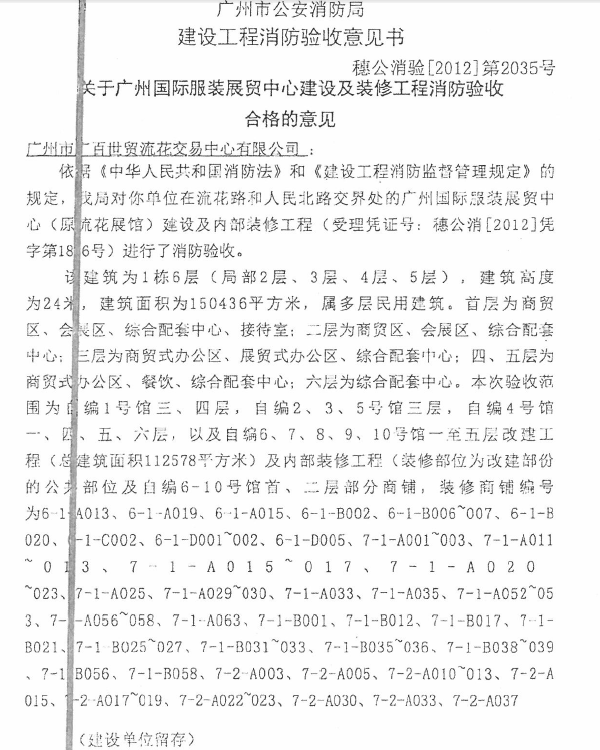 广州市公安消防局
建设工程消防验收意见书
穗公消验[2012]第2035号
关于广州国际服装展贸中心建设及装修工程消防验收
合格的意见
广州市广百世贸流花交易中心有限公司 :
依据《中华人民共和国消防法》和《建设工程消防监督管理规定》的
规定，我局对你单位在流花路和人民北路交界处的广州国际服装展贸中
心（原流花展馆）建设及内部装修工程（受理凭证号：穗公消[2012]凭
字第18 6号）进行了消防验收。
该建筑为1栋6层（局部2层、3层、4层、5层），建筑高度
为24米，建筑面积为150436平方米，属多层民用建筑。首层为商贸
区、会展区、综合配套中心、接待室；二层为商贸区、会展区、综合配套
中心；三层为商贸式办公区、展贸式办公区、综合配套中心；四、五层为
商贸式办公区、餐饮、综合配套中心；六层为综合配套中心。本次验收范
围为自编1号馆三、四层，自编2、3、5号馆三层，自编4号馆
一、四、五、六层，以及自编6、7、8、9、10号馆一至五层改建工
程（总建筑面积112578平方米）及内部装修工程（装修部位为改建部份
的公共部位及自编6-10号馆首、二层部分商铺，装修商铺编号
为6-1-A013、6-1-A019、6-1-A015、6-1-B002、6-1-B006~007、6-1-B
020、6-1-C002、6-1-D001~002、6-1-D005、7-1-A001~003、7-1-A011
~013、7-1-A015~017、7-1-A020
~023、7-1-A025、7-1-A029~030、7-1-A033、7-1-A035、7-1-A052~05
3、7-1-A056~058、7-1-A063、7-1-B001、7-1-B012、7-1-B017、7-1-
B021、7-1-B025~027、7-1-B031~033、7-1-B035~036、7-1-B038~039
、7-1-B056、7-1-B058、7-2-A003、7-2-A005、7-2-A010~013、7-2-A
015、7-2-A017~019、7-2-A022~023、7-2-A030、7-2-A033、7-2-A037
（建设单位留存）